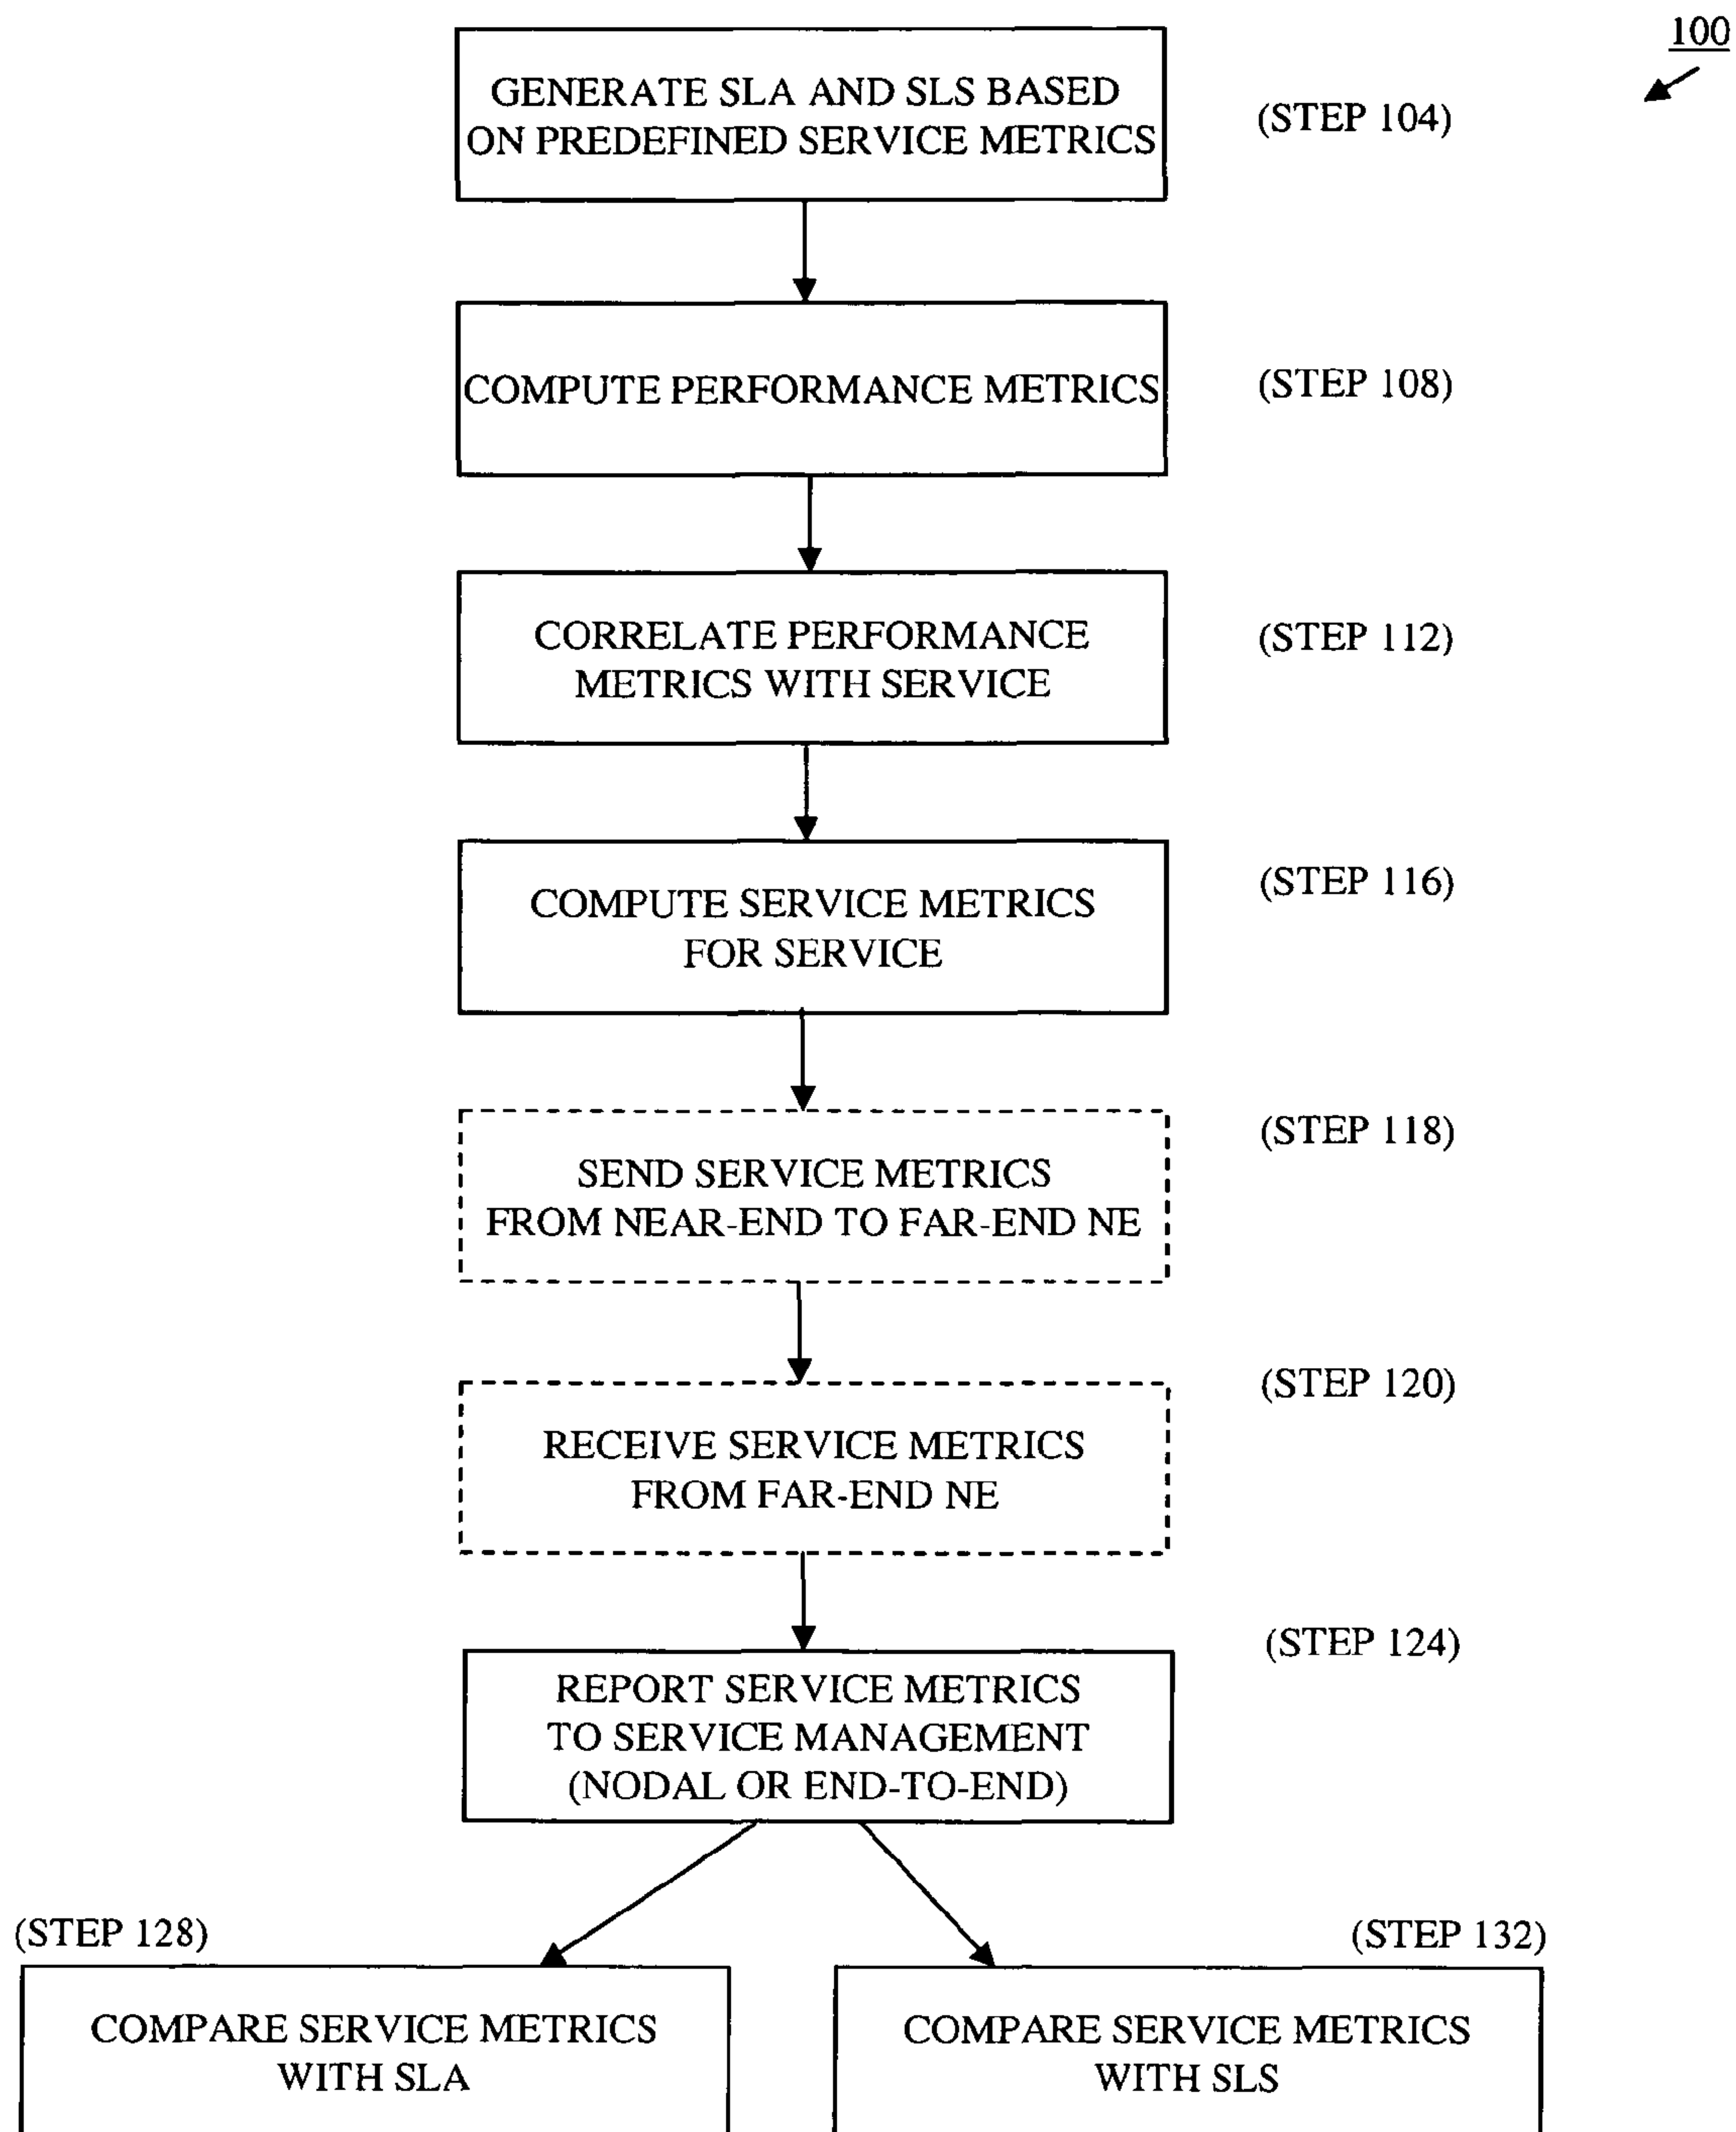 100
GENERATE SLA AND SLS BASED
ON PREDEFINED SERVICE METRICS
(STEP 104)
COMPUTE PERFORMANCE METRICS
(STEP 108)
CORRELATE PERFORMANCE
METRICS WITH SERVICE
(STEP 112)
COMPUTE SERVICE METRICS
FOR SERVICE
(STEP 116)
SEND SERVICE METRICS
FROM NEAR-END TO FAR-END NE
(STEP 118)
RECEIVE SERVICE METRICS
FROM FAR-END NE
(STEP 120)
REPORT SERVICE METRICS
TO SERVICE MANAGEMENT
(NODAL OR END-TO-END)
(STEP 124)
(STEP 128)
COMPARE SERVICE METRICS
WITH SLA
(STEP 132)
COMPARE SERVICE METRICS
WITH SLS